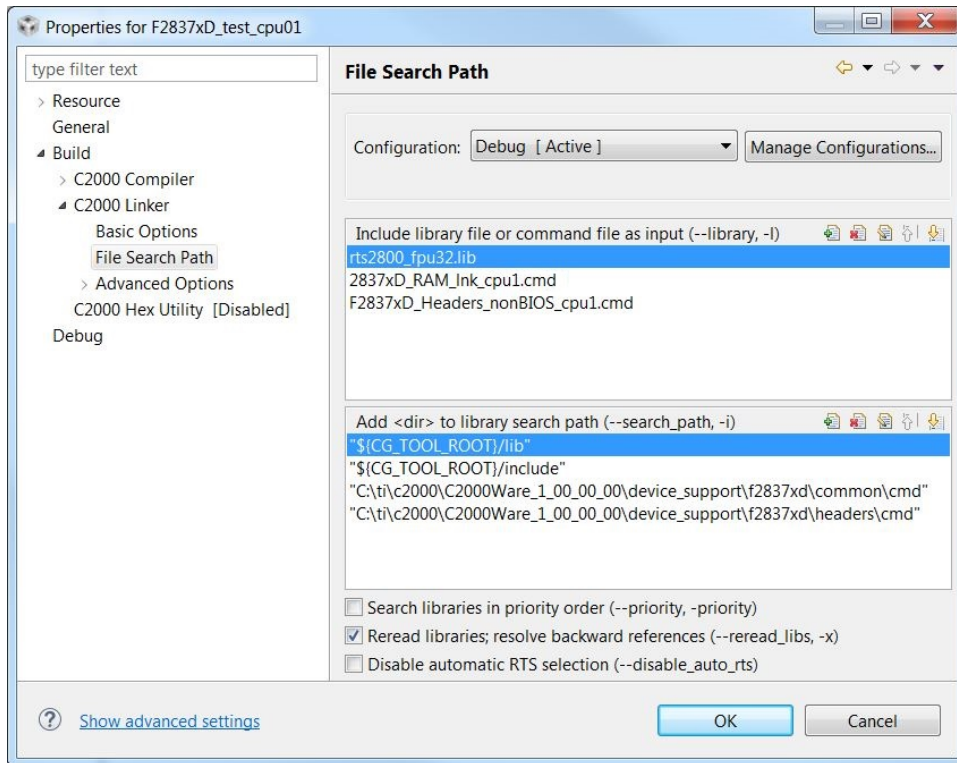 Properties for F2837xD_test_cpu01
type filter text
Resource
General
Build
C2000 Compiler
C2000 Linker
Basic Options
File Search Path
Advanced Options
C2000 Hex Utility [Disabled]
Debug
File Search Path
Configuration: Debug [ Active ] Manage Configurations...
Include library file or command file as input (--library, -l)
rts2800_fpu32.lib
2837xD_RAM_lnk_cpu1.cmd
F2837xD_Headers_nonBIOS_cpu1.cmd
Add <dir> to library search path (--search_path, -i)
"${CG_TOOL_ROOT}/lib"
"${CG_TOOL_ROOT}/include"
"C:\ti\c2000\C2000Ware_1_00_00_00\device_support\f2837xd\common\cmd"
"C:\ti\c2000\C2000Ware_1_00_00_00\device_support\f2837xd\headers\cmd"
Search libraries in priority order (--priority, -priority)
Reread libraries; resolve backward references (--reread_libs, -x)
Disable automatic RTS selection (--disable_auto_rts)
? Show advanced settings
OK Cancel